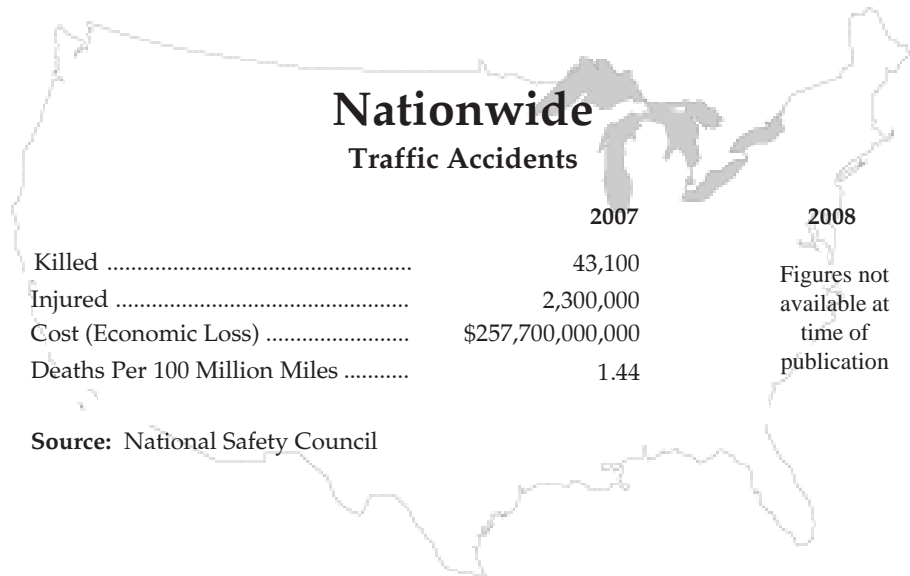 Nationwide
Traffic Accidents
2007 2008
Killed ................................................. 43,100
Injured ............................................... 2,300,000
Cost (Economic Loss) ....................... $257,700,000,000
Deaths Per 100 Million Miles ........... 1.44
Figures not
available at
time of
publication
Source: National Safety Council